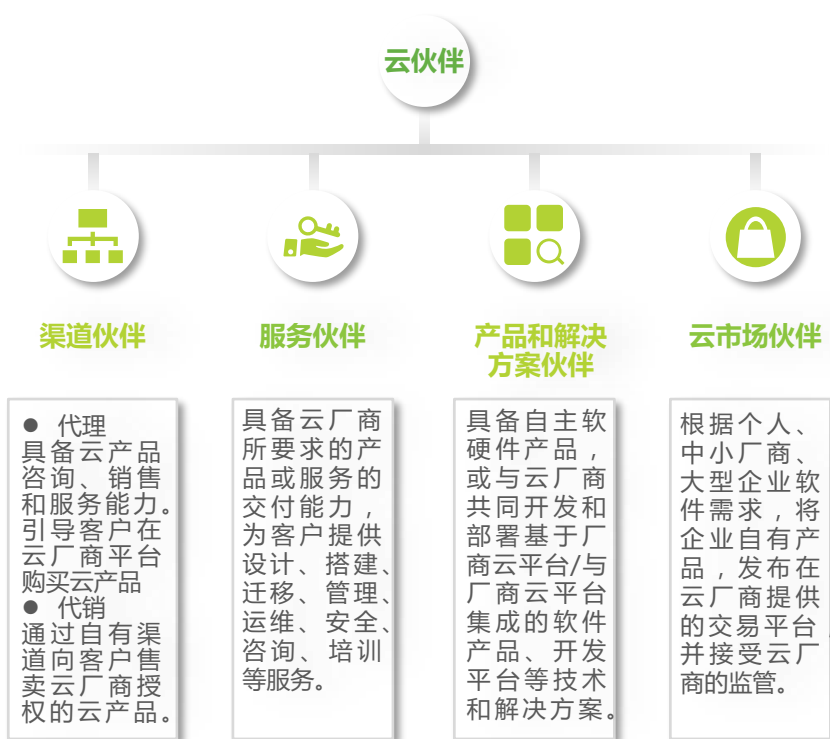 云伙伴
渠道伙伴
服务伙伴
产品和解决
方案伙伴
云市场伙伴
● 代理
具备云产品
咨询、销售
和服务能力。
引导客户在
云厂商平台
购买云产品
● 代销
通过自有渠
道向客户售
卖云厂商授
权的云产品。
具备云厂商
所要求的产
品或服务的
交付能力，
为客户提供
设计、搭建、
迁移、管理、
运维、安全、
咨询、培训
等服务。
具备自主软
硬件产品，
或与云厂商
共同开发和
部署基于厂
商云平台/与
厂商云平台
集成的软件
产品、开发
平台等技术
和解决方案。
根据个人、
中小厂商、
大型企业软
件需求，将
企业自有产
品，发布在
云厂商提供
的交易平台，
并接受云厂
商的监管。